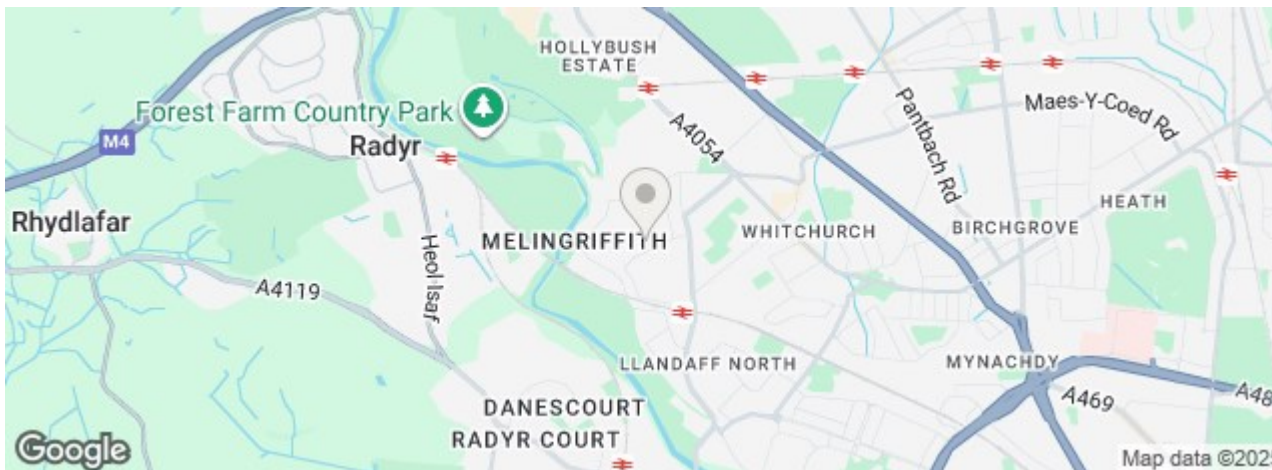 HOLLYBUSH
ESTATE
Forest Farm Country Park
Radyr
M4
A4054
Pantbach Rd
Maes-Y-Coed Rd
Rhydlafar
Heol Isaf
MELINGRIFFITH
WHITCHURCH
BIRCHGROVE
HEATH
A4119
LLANDAFF NORTH
MYNACHDY
A469
A48
DANESCOURT
RADYR COURT
Google
Map data ©2025